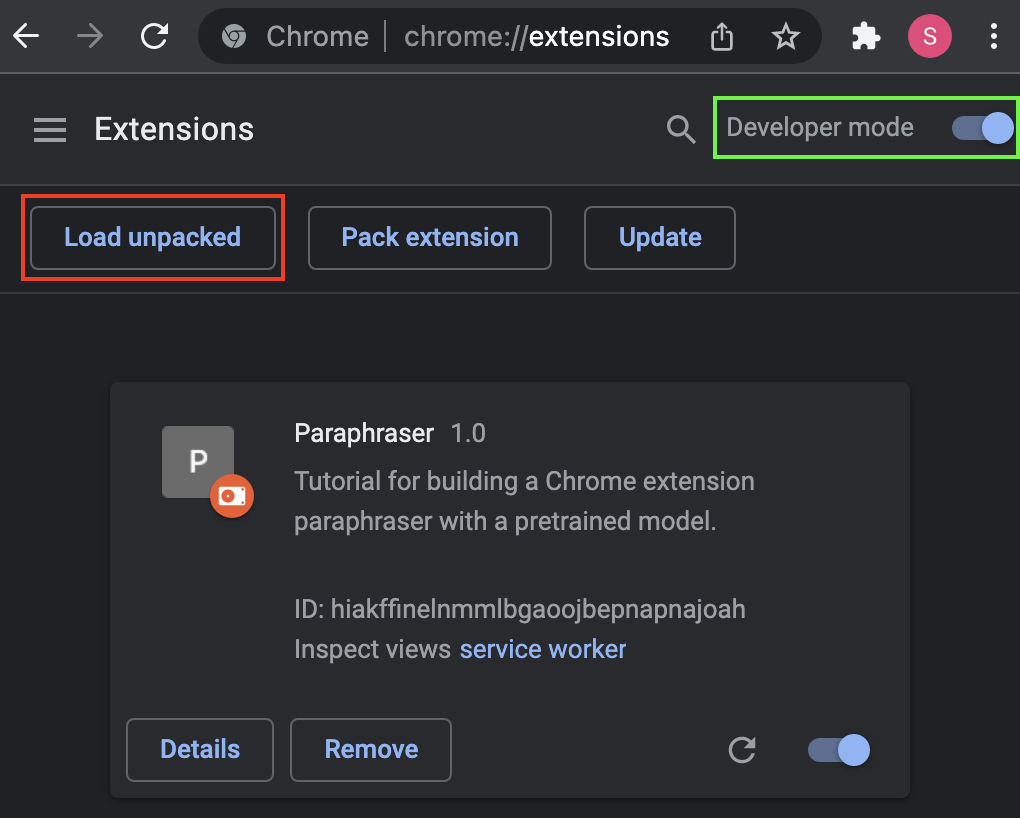 Chrome chrome://extensions S
Extensions Developer mode
Load unpacked Pack extension Update
P
Paraphraser 1.0
Tutorial for building a Chrome extension
paraphraser with a pretrained model.
ID: hiakffinelnmmlbgaoojbepnapnajoah
Inspect views service worker
Details Remove